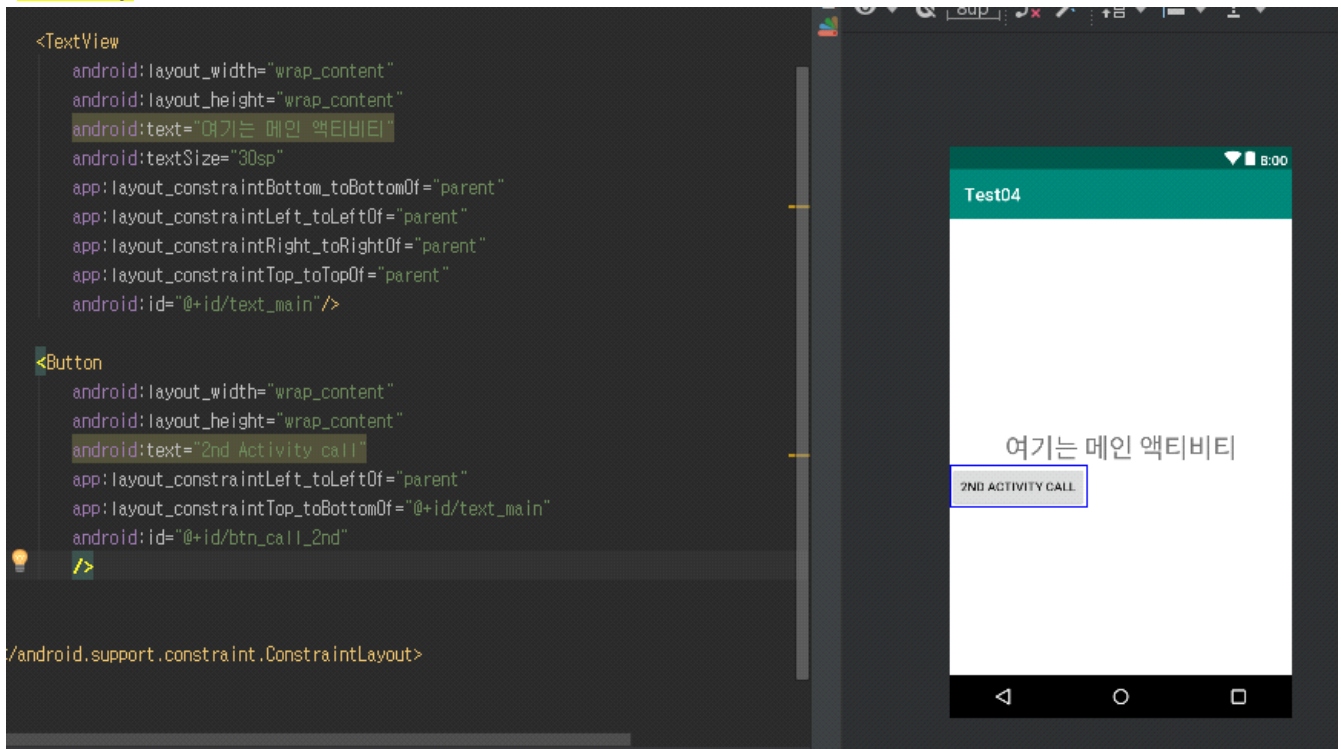 <TextView
android:layout_width="wrap_content"
android:layout_height="wrap_content"
android:text="여기는 메인 액티비티"
android:textSize="30sp"
app:layout_constraintBottom_toBottomOf="parent"
app:layout_constraintLeft_toLeftOf="parent"
app:layout_constraintRight_toRightOf="parent"
app:layout_constraintTop_toTopOf="parent"
android:id="@+id/text_main"/>
<Button
android:layout_width="wrap_content"
android:layout_height="wrap_content"
android:text="2nd Activity call"
app:layout_constraintLeft_toLeftOf="parent"
app:layout_constraintTop_toBottomOf="@+id/text_main"
android:id="@+id/btn_call_2nd"
/>
/android.support.constraint.ConstraintLayout>
8dp
8:00
Test04
여기는 메인 액티비티
2ND ACTIVITY CALL